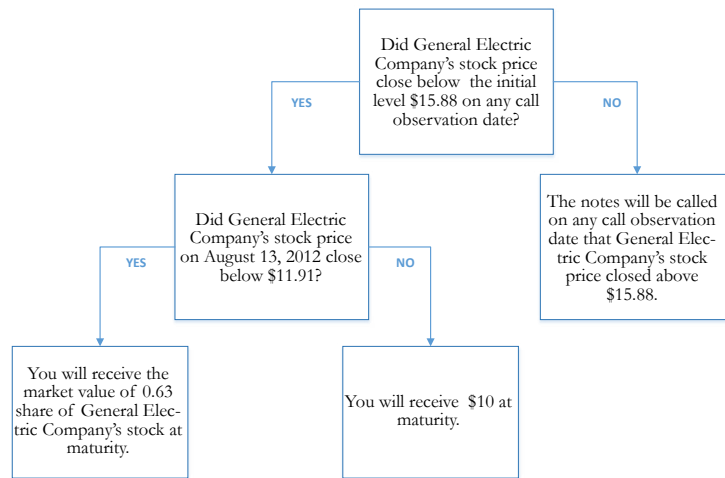 Did General Electric
Company's stock price
close below the initial
level $15.88 on any call
observation date?
YES
NO
Did General Electric
Company's stock price
on August 13, 2012 close
below $11.91?
The notes will be called
on any call observation
date that General Elec-
tric Company's stock
price closed above
$15.88.
YES
NO
You will receive the
market value of 0.63
share of General Elec-
tric Company's stock at
maturity.
You will receive $10 at
maturity.